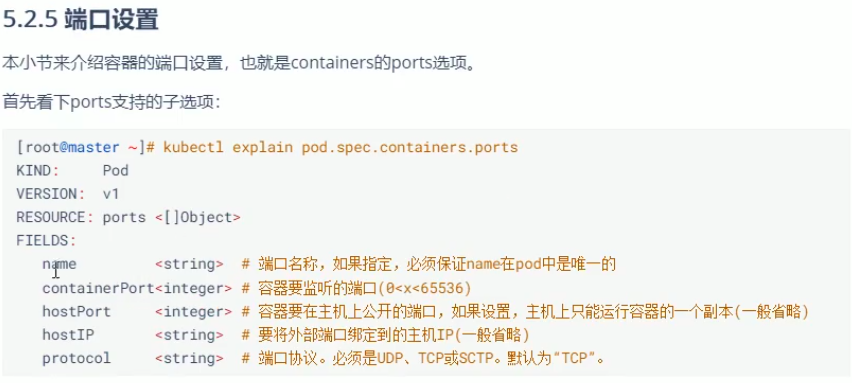 5.2.5 端口设置
本小节来介绍容器的端口设置，也就是containers的ports选项。
首先看下ports支持的子选项：
[root@master ~]# kubectl explain pod.spec.containers.ports
KIND:     Pod
VERSION:  v1
RESOURCE: ports <[]Object>
FIELDS:
   name         <string>  # 端口名称，如果指定，必须保证name在pod中是唯一的
   containerPort<integer> # 容器要监听的端口(0<x<65536)
   hostPort     <integer> # 容器要在主机上公开的端口，如果设置，主机上只能运行容器的一个副本(一般省略)
   hostIP       <string>  # 要将外部端口绑定到的主机IP(一般省略)
   protocol     <string>  # 端口协议。必须是UDP、TCP或SCTP。默认为“TCP”。